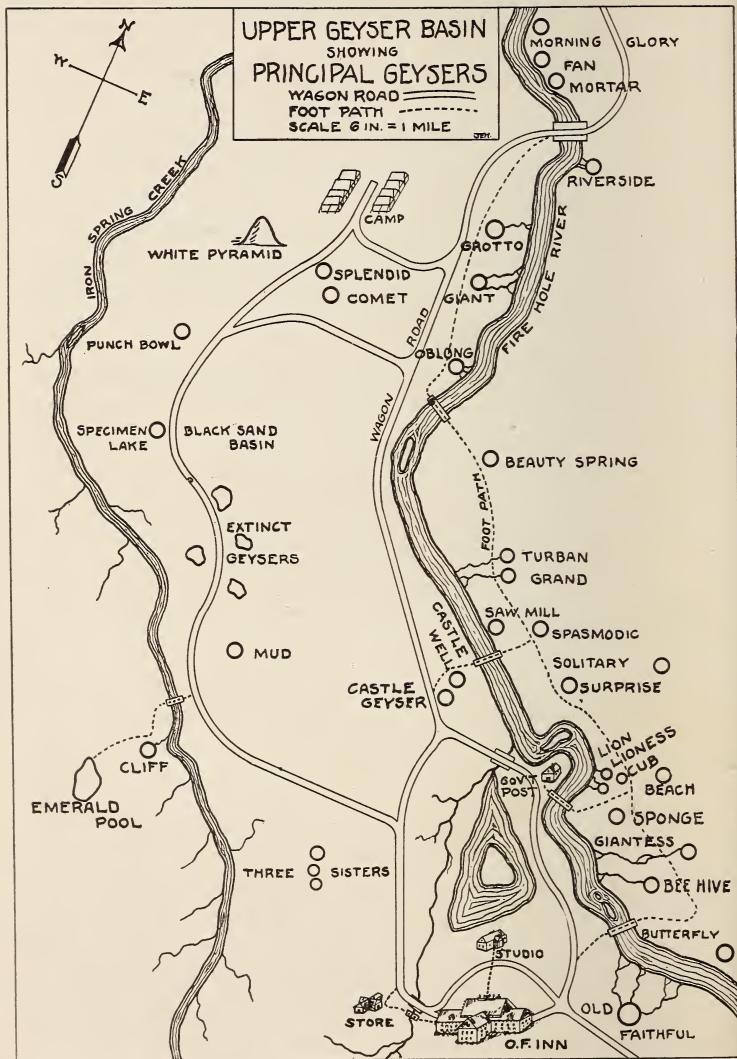 UPPER GEYSER BASIN
SHOWING
PRINCIPAL GEYSERS
WAGON ROAD
FOOT PATH
SCALE 6 IN. = 1 MILE
JEH.
N
W
E
S
MORNING GLORY
FAN
MORTAR
RIVERSIDE
IRON SPRING CREEK
CAMP
WHITE PYRAMID
GROTTO
SPLENDID
COMET
GIANT
FIRE HOLE RIVER
PUNCH BOWL
OBLONG
WAGON ROAD
SPECIMEN
LAKE
BLACK SAND
BASIN
BEAUTY SPRING
FOOT PATH
EXTINCT
GEYSERS
TURBAN
GRAND
SAW MILL
SPASMODIC
CASTLE
WELL
MUD
SOLITARY
SURPRISE
CASTLE
GEYSER
LION
LIONESS
CUB
CLIFF
GOV'T
POST
BEACH
EMERALD
POOL
SPONGE
GIANTESS
THREE SISTERS
BEE HIVE
BUTTERFLY
STUDIO
STORE
O.F. INN
OLD
FAITHFUL